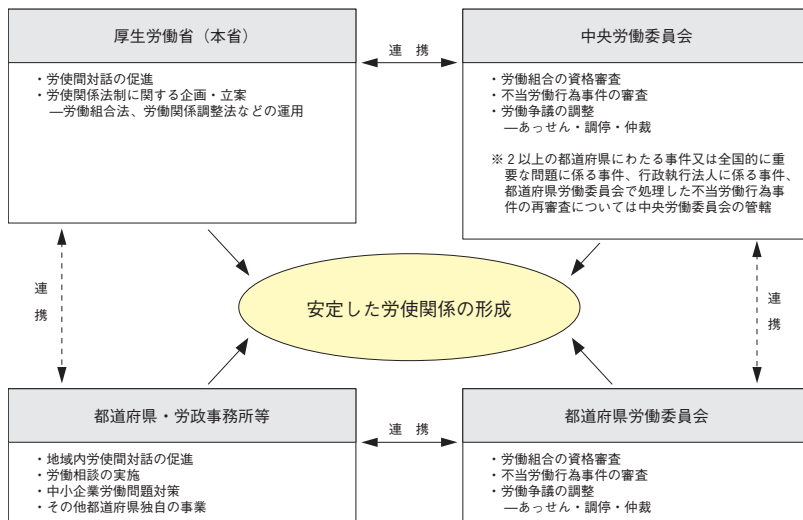 厚生労働省（本省）
・労使間対話の促進
・労使関係法制に関する企画・立案
―労働組合法、労働関係調整法などの運用
連　携
中央労働委員会
・労働組合の資格審査
・不当労働行為事件の審査
・労働争議の調整
―あっせん・調停・仲裁
※２以上の都道府県にわたる事件又は全国的に
重要な問題に係る事件、行政執行法人に係る事件、
都道府県労働委員会で処理した不当労働行為事
件の再審査については中央労働委員会の管轄
連
携
安定した労使関係の形成
連
携
都道府県・労政事務所等
・地域内労使間対話の促進
・労働相談の実施
・中小企業労働問題対策
・その他都道府県独自の事業
連　携
都道府県労働委員会
・労働組合の資格審査
・不当労働行為事件の審査
・労働争議の調整
―あっせん・調停・仲裁